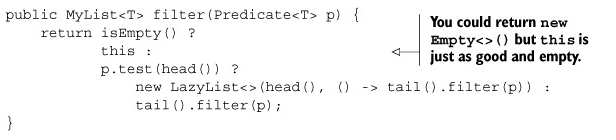 public MyList<T> filter(Predicate<T> p) {
return isEmpty() ?
this :
p.test(head()) ?
new LazyList<>(head(), () -> tail().filter(p)) :
tail().filter(p);
}
You could return new
Empty<>() but this is
just as good and empty.